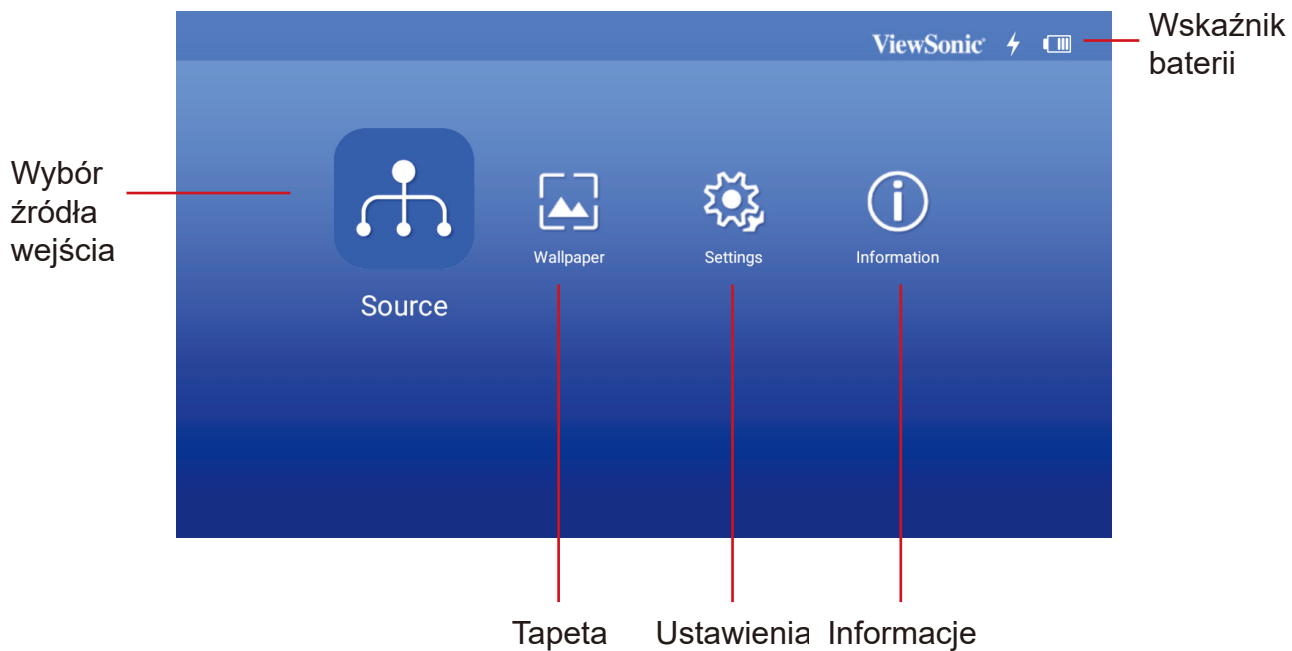 Wskaźnik
baterii
ViewSonic
Wybór
źródła
wejścia
Source
Wallpaper
Settings
Information
Tapeta
Ustawienia
Informacje